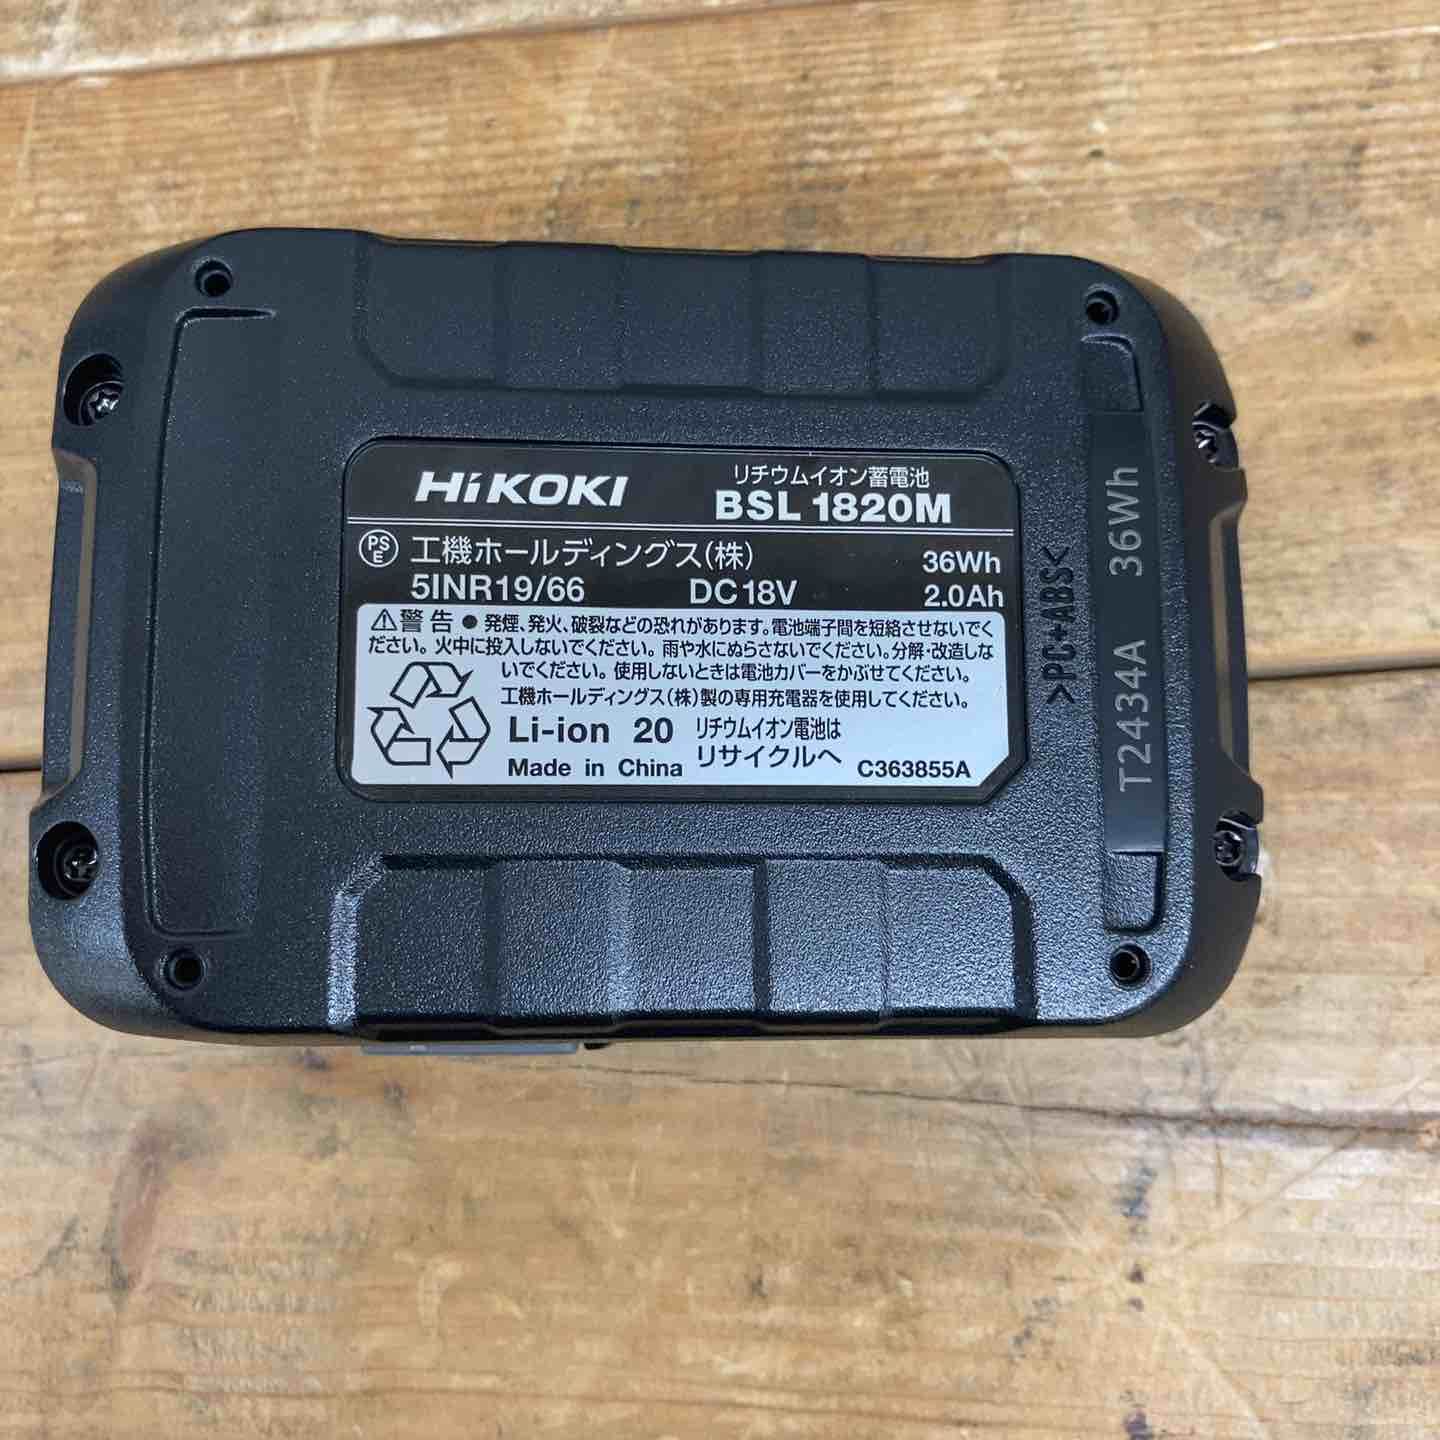 HiKOKI
リチウムイオン蓄電池
BSL 1820M
PS E 工機ホールディングス(株) 36Wh
5INR19/66 DC18V 2.0Ah
⚠警告 ● 発煙、発火、破裂などの恐れがあります。電池端子間を短絡させないでく
ださい。火中に投入しないでください。雨や水にぬらさないでください。分解・改造しな
いでください。使用しないときは電池カバーをかぶせてください。
工機ホールディングス(株)製の専用充電器を使用してください。
Li-ion 20 リチウムイオン電池は
リサイクルへ
Made in China
C363855A
>PC+ABS<
T2434A 36Wh